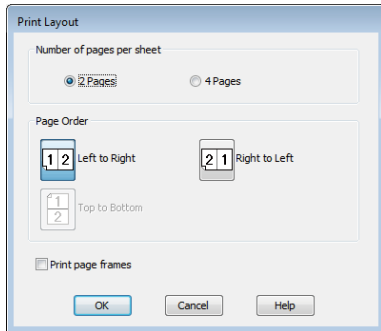 Print Layout
Number of pages per sheet
2 Pages
4 Pages
Page Order
1 2 Left to Right
2 1 Right to Left
1
2
Top to Bottom
Print page frames
OK Cancel Help